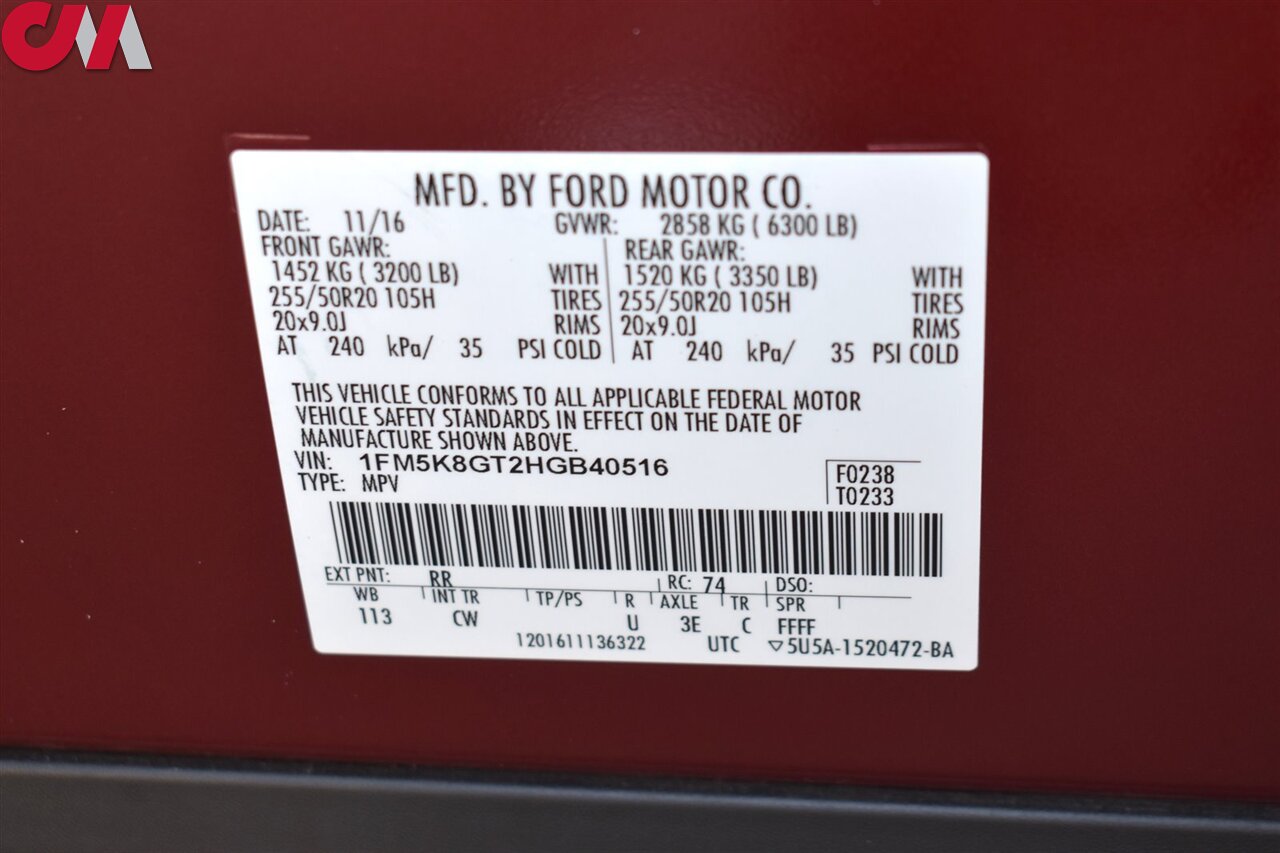 CM
MFD. BY FORD MOTOR CO.
DATE: 11/16 GVWR: 2858 KG ( 6300 LB)
FRONT GAWR: REAR GAWR:
1452 KG ( 3200 LB) WITH 1520 KG ( 3350 LB) WITH
255/50R20 105H TIRES 255/50R20 105H TIRES
20x9.0J RIMS 20x9.0J RIMS
AT 240 kPa/ 35 PSI COLD AT 240 kPa/ 35 PSI COLD
THIS VEHICLE CONFORMS TO ALL APPLICABLE FEDERAL MOTOR
VEHICLE SAFETY STANDARDS IN EFFECT ON THE DATE OF
MANUFACTURE SHOWN ABOVE.
VIN: 1FM5K8GT2HGB40516 F0238
TYPE: MPV T0233
EXT PNT: RR RC: 74 DSO:
WB INT TR TP/PS R AXLE TR SPR
113 CW U 3E C FFFF
1201611136322 UTC ▽5U5A-1520472-BA